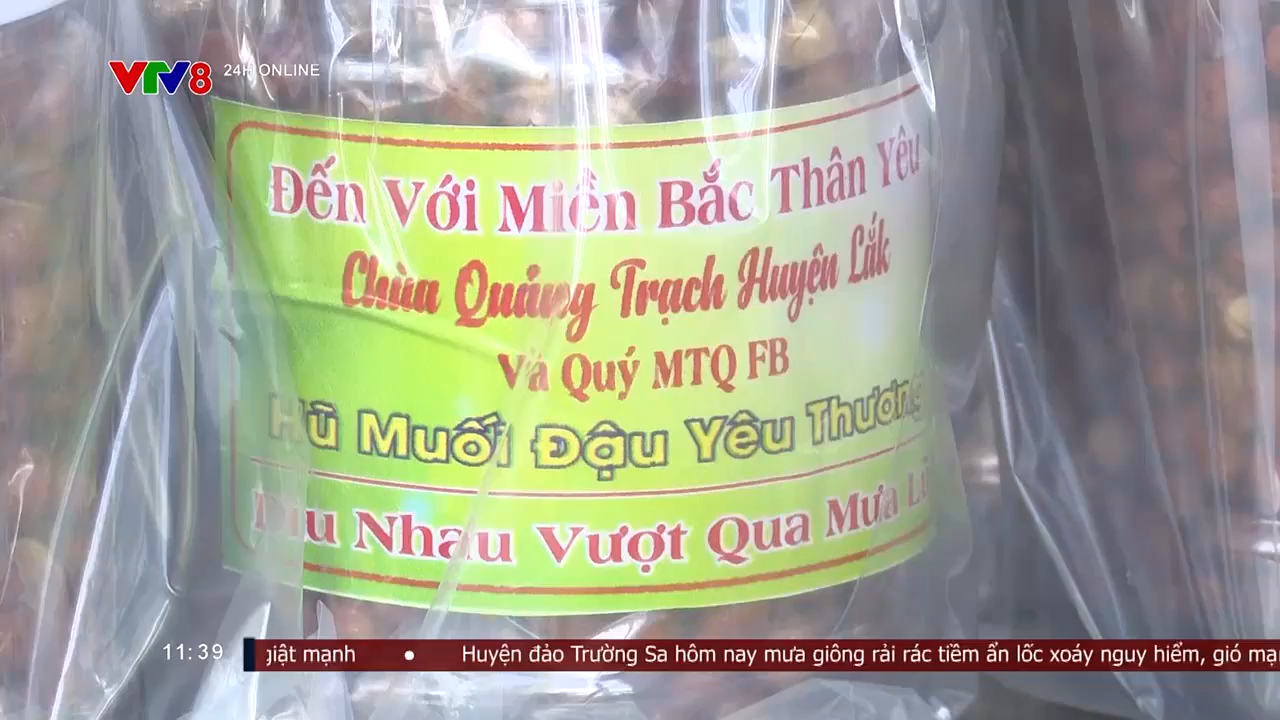 VTV8 24H ONLINE
Đến Với Miền Bắc Thân Yêu
Chùa Quảng Trạch Huyện Lắk
Và Quý MTQ FB
Hũ Muối Đậu Yêu Thương
Dìu Nhau Vượt Qua Mưa Lũ
11:39 giật mạnh • Huyện đảo Trường Sa hôm nay mưa giông rải rác tiềm ẩn lốc xoáy nguy hiểm, gió